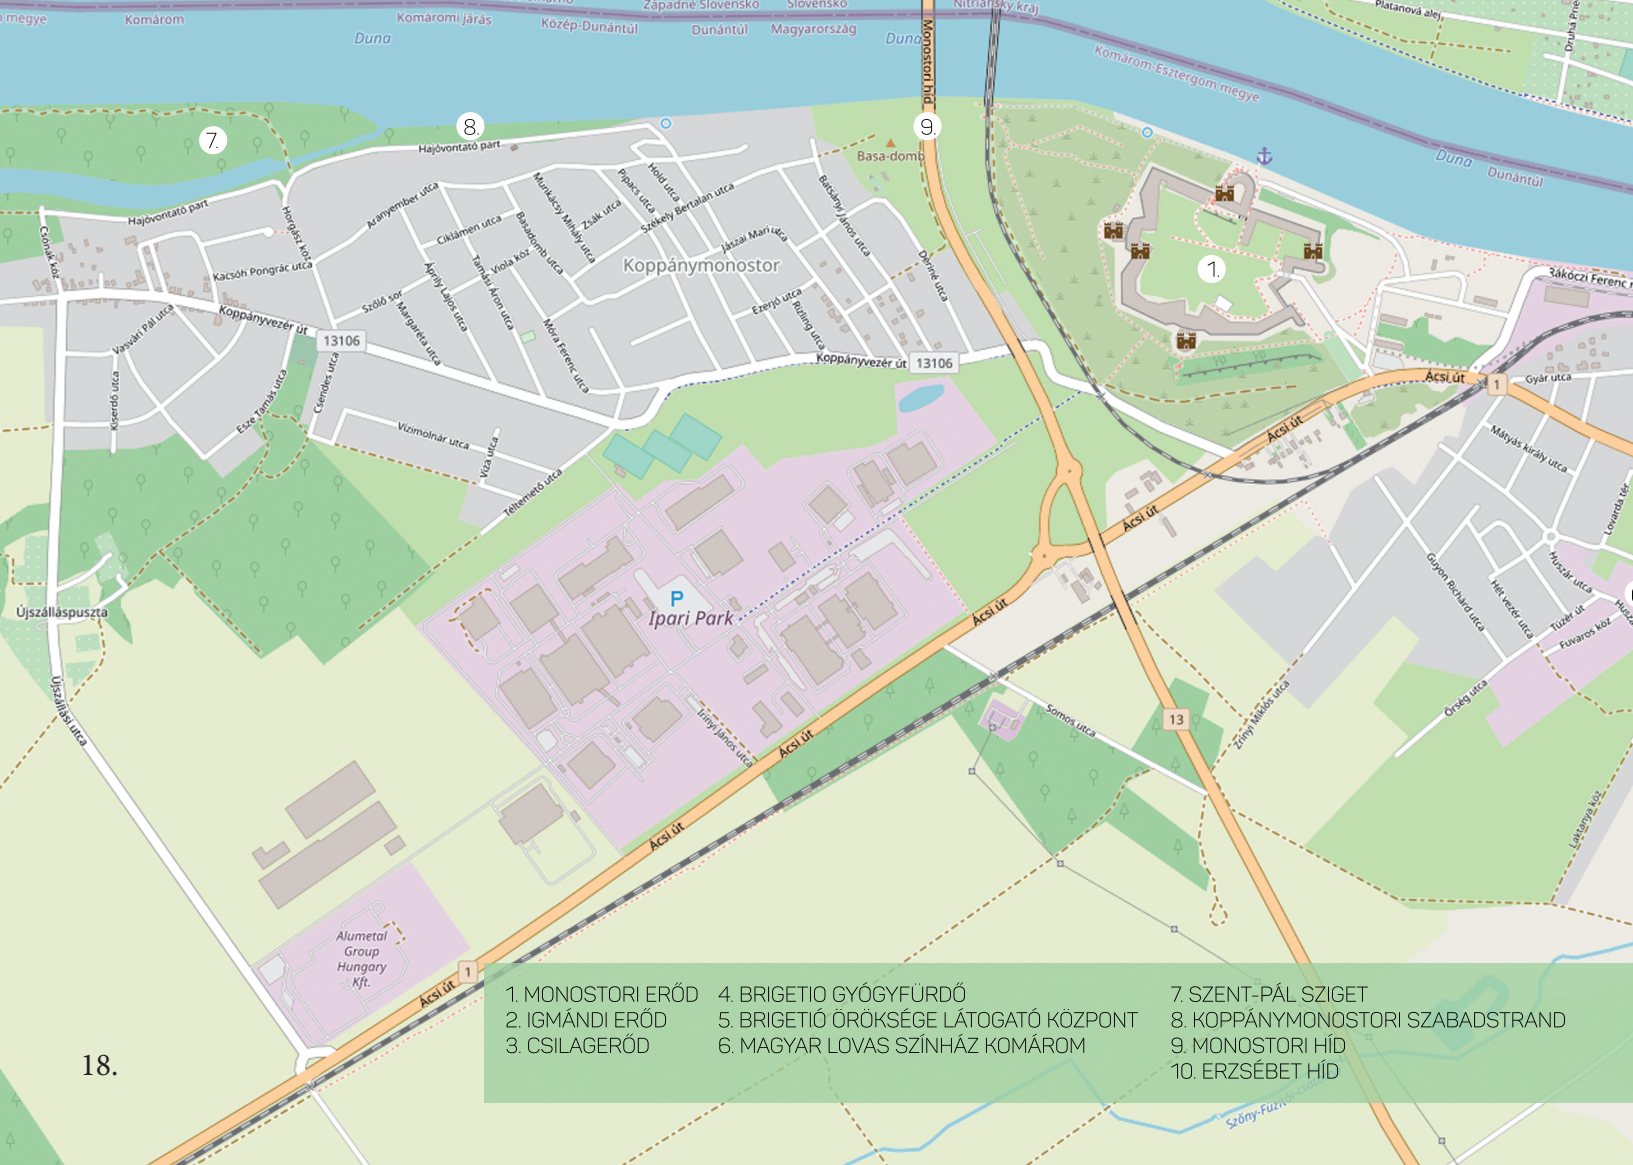 Západné Slovensko
Slovensko
Nitriansky kraj
megye
Komárom
Komáromi járás
Közép-Dunántúl
Dunántúl
Magyarország
Platanová alej
Duna
Duna
Monostori híd
Komárom-Esztergom megye
Duna
Dunántúl
7.
8.
9.
Hajóvontató part
Basa-domb
Hajóvontató part
Csónak köz
Horgász köz
Aranyember utca
Ciklámen utca
Munkácsy Mihály utca
Pipacs utca
Hold utca
Zsák utca
Székely Bertalan utca
Batsányi János utca
Basadomb utca
Viola köz
Jászai Mari utca
Déryné utca
Koppánymonostor
Kacsóh Pongrác utca
Szőlő sor
Április Lajos utca
Tamási Áron utca
Margaréta utca
Móra Ferenc utca
Ezerjó utca
Rizling utca
1.
Rákóczi Ferenc
Vasvári Pál utca
Koppányvezér út
13106
Koppányvezér út
13106
Kiserdő utca
Esze Tamás utca
Csendes utca
Vízimolnár utca
Viza utca
Téltemető utca
Ácsi út
1
Gyár utca
Ácsi út
Mátyás király utca
Lovarda tér
Ácsi út
Huszár utca
Guyon Richárd utca
Hét vezér utca
Tüzér út
Fuvaros köz
Újszálláspuszta
P
Ipari Park
Ácsi út
Újszállási utca
Irinyi János utca
Ácsi út
Somos utca
13
Zrínyi Miklós utca
Őrség utca
Ácsi út
Laktanya köz
Alumetal
Group
Hungary
Kft.
1
Ácsi út
1. MONOSTORI ERŐD
2. IGMÁNDI ERŐD
3. CSILAGERŐD
4. BRIGETIO GYÓGYFÜRDŐ
5. BRIGETIÓ ÖRÖKSÉGE LÁTOGATÓ KÖZPONT
6. MAGYAR LOVAS SZÍNHÁZ KOMÁROM
7. SZENT-PÁL SZIGET
8. KOPPÁNYMONOSTORI SZABADSTRAND
9. MONOSTORI HÍD
10. ERZSÉBET HÍD
18.